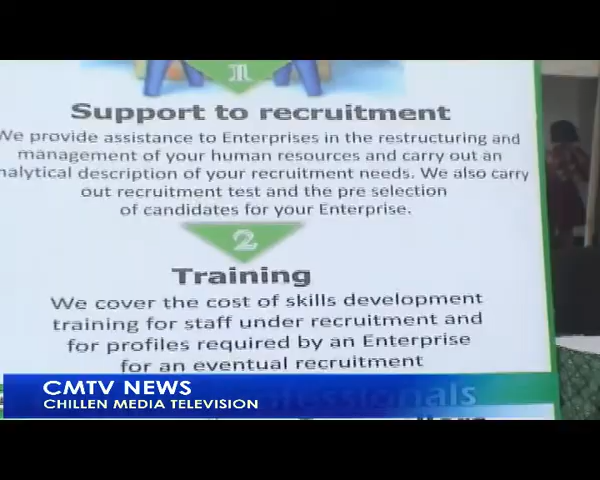 1
Support to recruitment
We provide assistance to Enterprises in the restructuring and
management of your human resources and carry out an
nalytical description of your recruitment needs. We also carry
out recruitment test and the pre selection
of candidates for your Enterprise.
2
Training
We cover the cost of skills development
training for staff under recruitment and
for profiles required by an Enterprise
for an eventual recruitment
CMTV NEWS
CHILLEN MEDIA TELEVISION